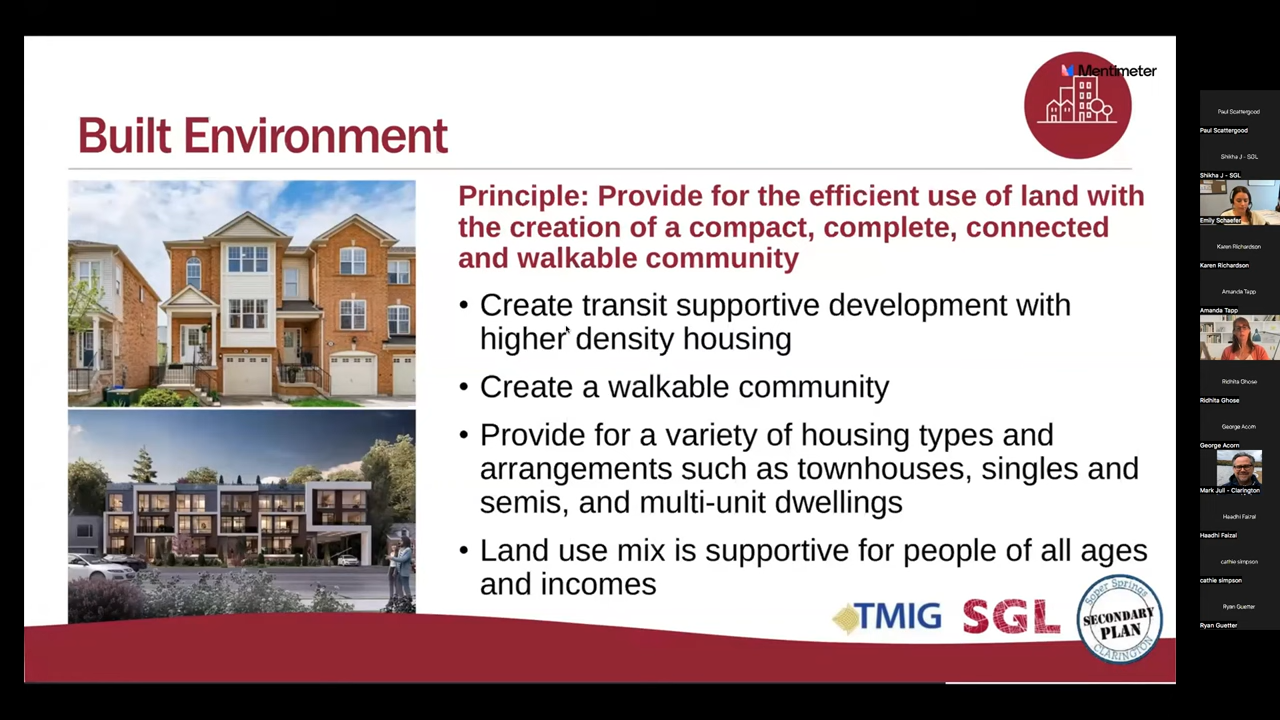 Mentimeter
Built Environment
Principle: Provide for the efficient use of land with
the creation of a compact, complete, connected
and walkable community
• Create transit supportive development with
higher density housing
• Create a walkable community
• Provide for a variety of housing types and
arrangements such as townhouses, singles and
semis, and multi-unit dwellings
• Land use mix is supportive for people of all ages
and incomes
TMIG
SGL
Soper Springs
SECONDARY
PLAN
CLARINGTON
Paul Scattergood
Paul Scattergood
Shikha J - SGL
Shikha J - SGL
Emily Schaefer
Karen Richardson
Karen Richardson
Amanda Tapp
Amanda Tapp
Ridhita Ghose
Ridhita Ghose
George Acorn
George Acorn
Mark Jull - Clarington
Haadhi Faizal
Haadhi Faizal
cathie simpson
cathie simpson
Ryan Guetter
Ryan Guetter